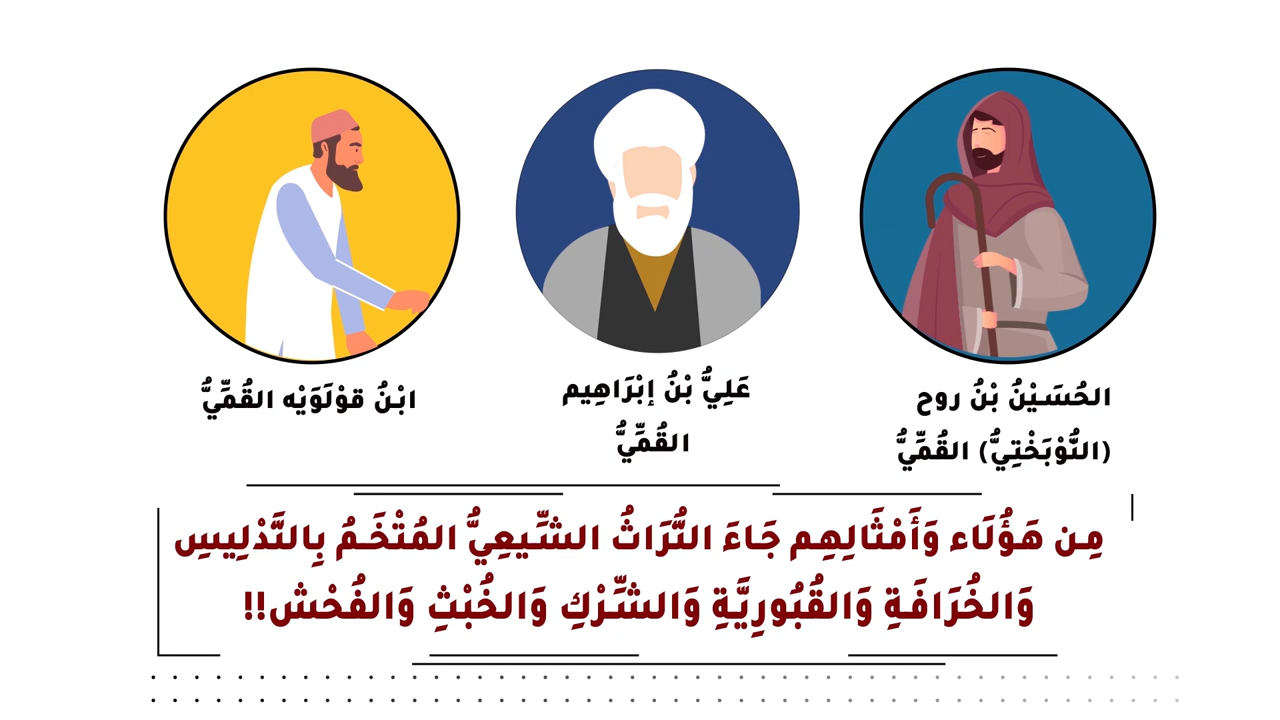 الحُسَيْنُ بْنُ روح
(النُّوْبَخْتِيُّ) القُمِّيُّ
عَلِيُّ بْنُ إبْرَاهِيم
القُمِّيُّ
ابْنُ قوْلَوَيْه القُمِّيُّ
مِن هَؤُلَاء وَأَمْثَالِهِم جَاءَ التُّرَاثُ الشِّيعِيُّ المُتْخَمُ بِالتَّدْلِيسِ
وَالخُرَافَةِ وَالقُبُورِيَّةِ وَالشِّرْكِ وَالخُبْثِ وَالفُحْش!!